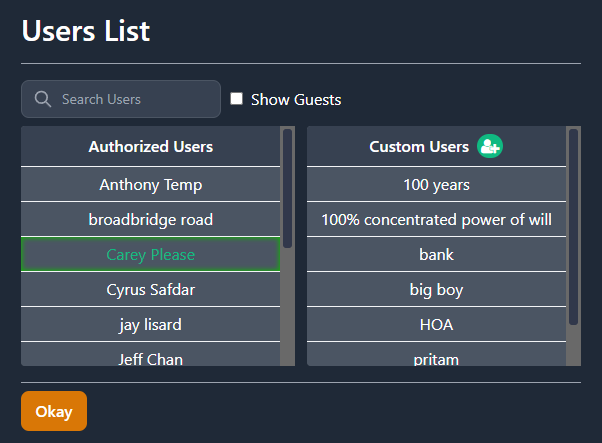 Users List
Search Users
Show Guests
Authorized Users
Anthony Temp
broadbridge road
Carey Please
Cyrus Safdar
jay lisard
Jeff Chan
Custom Users
100 years
100% concentrated power of will
bank
big boy
HOA
pritam
Okay